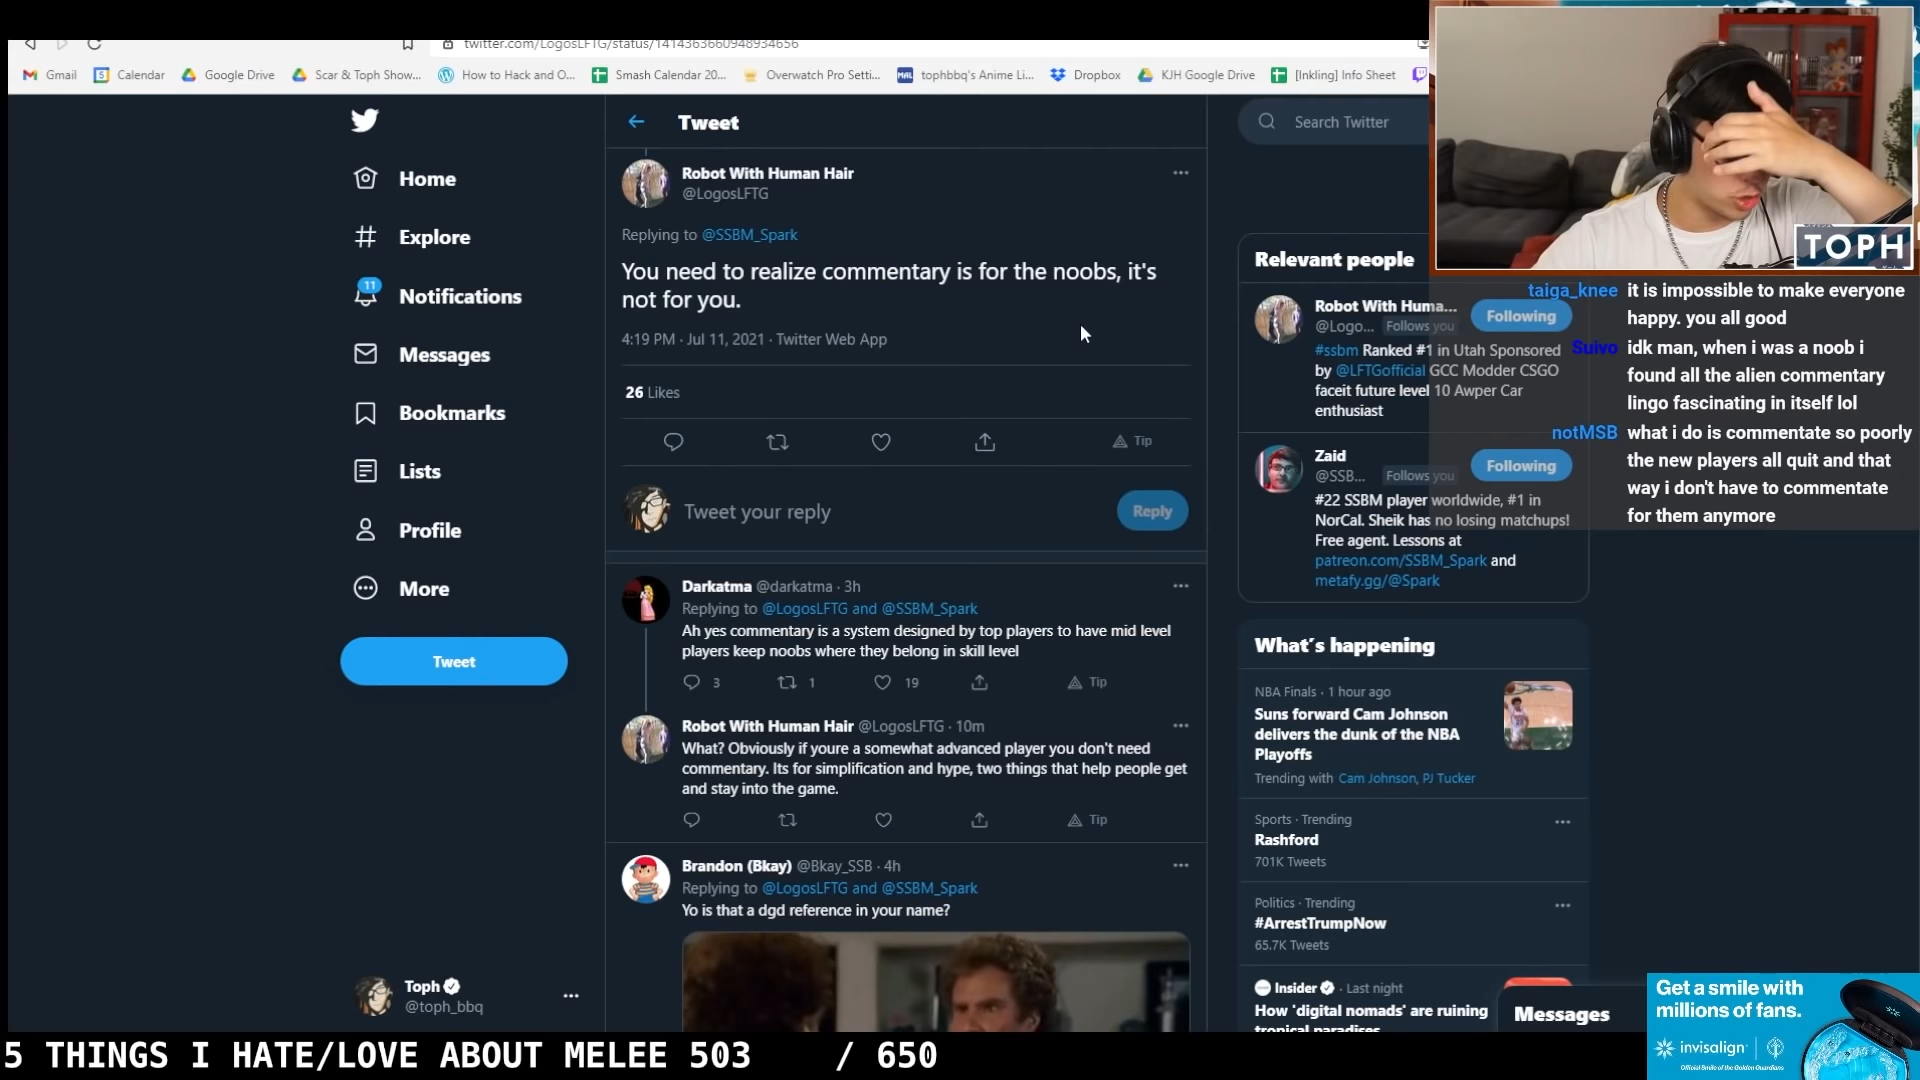 twitter.com/LogosLFTG/status/1414363660948934656
Gmail
Calendar
Google Drive
Scar & Toph Show...
How to Hack and O...
Smash Calendar 20...
Overwatch Pro Setti...
tophbbq's Anime Li...
Dropbox
KJH Google Drive
[Inkling] Info Sheet
Home
Explore
11
Notifications
Messages
Bookmarks
Lists
Profile
More
Tweet
Toph
@toph_bbq
Tweet
Robot With Human Hair
@LogosLFTG
Replying to @SSBM_Spark
You need to realize commentary is for the noobs, it's
not for you.
4:19 PM · Jul 11, 2021 · Twitter Web App
26 Likes
Tip
Tweet your reply
Reply
Darkatma @darkatma · 3h
Replying to @LogosLFTG and @SSBM_Spark
Ah yes commentary is a system designed by top players to have mid level
players keep noobs where they belong in skill level
3 1 19 Tip
Robot With Human Hair @LogosLFTG · 10m
What? Obviously if youre a somewhat advanced player you don't need
commentary. Its for simplification and hype, two things that help people get
and stay into the game.
Tip
Brandon (Bkay) @Bkay_SSB · 4h
Replying to @LogosLFTG and @SSBM_Spark
Yo is that a dgd reference in your name?
Search Twitter
Relevant people
Robot With Huma...
@Logo... Follows you
Following
#ssbm Ranked #1 in Utah Sponsored
by @LFTGofficial GCC Modder CSGO
faceit future level 10 Awper Car
enthusiast
Zaid
@SSB... Follows you
Following
#22 SSBM player worldwide, #1 in
NorCal. Sheik has no losing matchups!
Free agent. Lessons at
patreon.com/SSBM_Spark and
metafy.gg/@Spark
What's happening
NBA Finals · 1 hour ago
Suns forward Cam Johnson
delivers the dunk of the NBA
Playoffs
Trending with Cam Johnson, PJ Tucker
Sports · Trending
Rashford
701K Tweets
Politics · Trending
#ArrestTrumpNow
65.7K Tweets
Insider · Last night
How 'digital nomads' are ruining
tropical paradises
Messages
TOPH
taiga_knee it is impossible to make everyone
happy. you all good
Suivo idk man, when i was a noob i
found all the alien commentary
lingo fascinating in itself lol
notMSB what i do is commentate so poorly
the new players all quit and that
way i don't have to commentate
for them anymore
Get a smile with
millions of fans.
invisalign
Official Smile of the Golden Guardians
5 THINGS I HATE/LOVE ABOUT MELEE 503 / 650